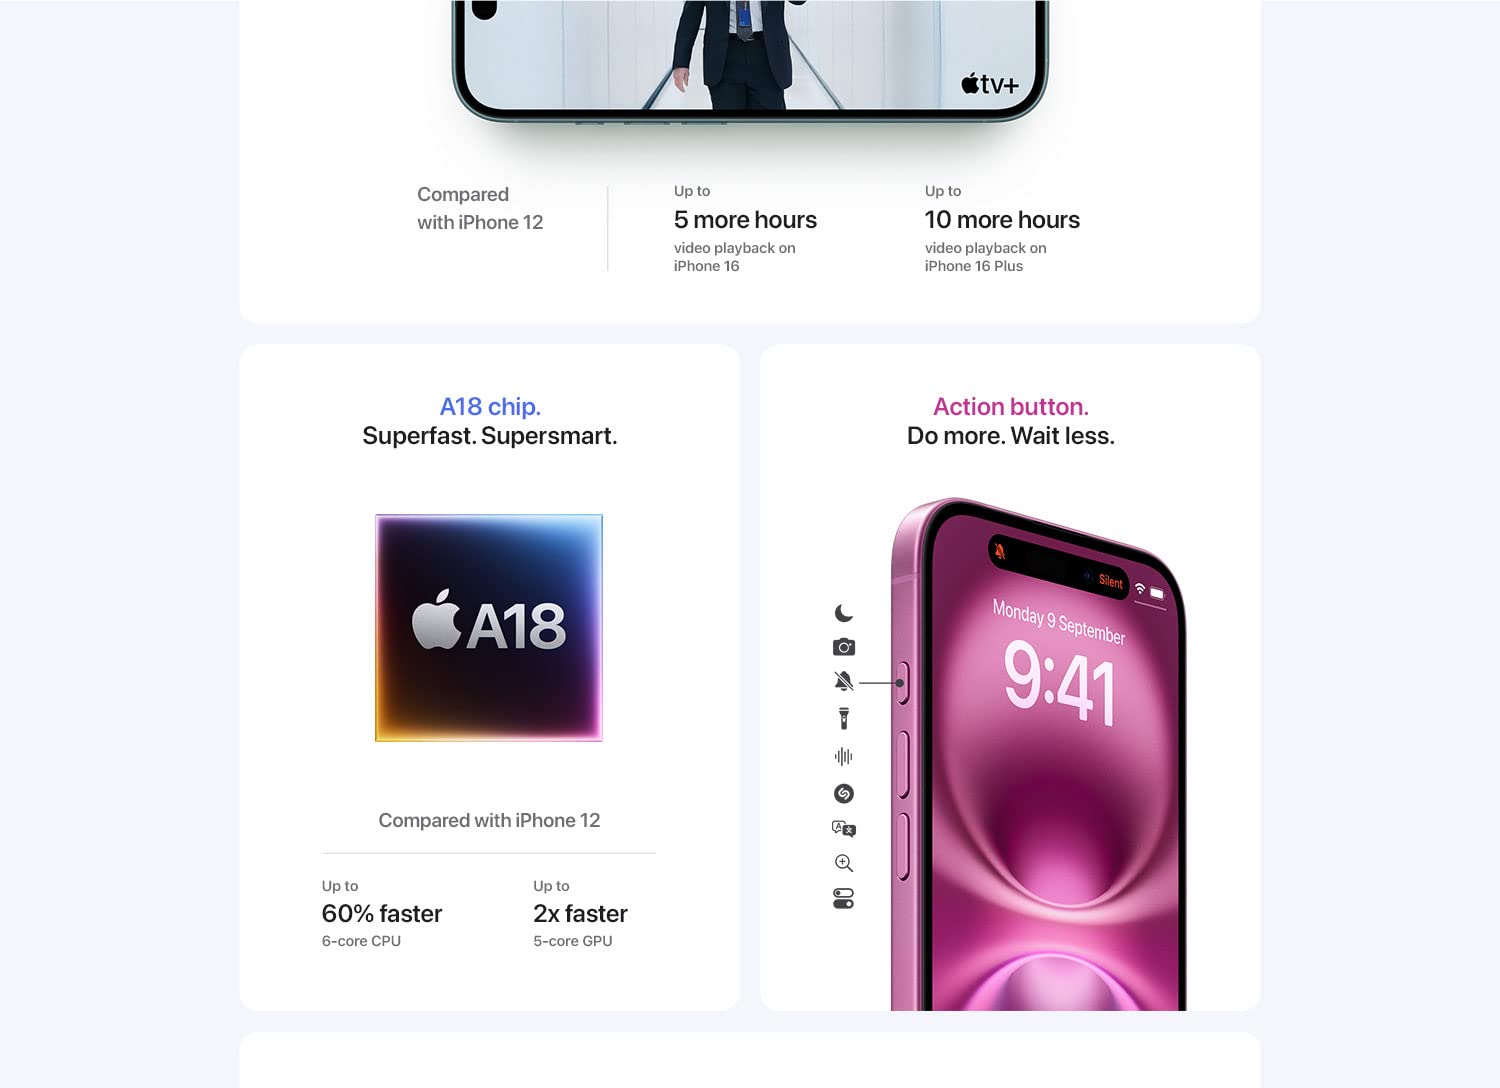 tv+
Compared
with iPhone 12
Up to
5 more hours
video playback on
iPhone 16
Up to
10 more hours
video playback on
iPhone 16 Plus
A18 chip.
Superfast. Supersmart.
A18
Compared with iPhone 12
Up to
60% faster
6-core CPU
Up to
2x faster
5-core GPU
Action button.
Do more. Wait less.
Silent
Monday 9 September
9:41
A 文